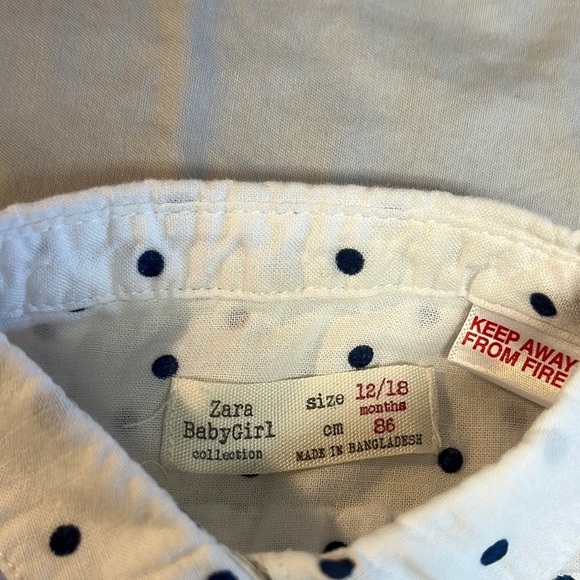 Zara
BabyGirl
collection
size 12/18
months
cm 86
MADE IN BANGLADESH
KEEP AWAY
FROM FIRE